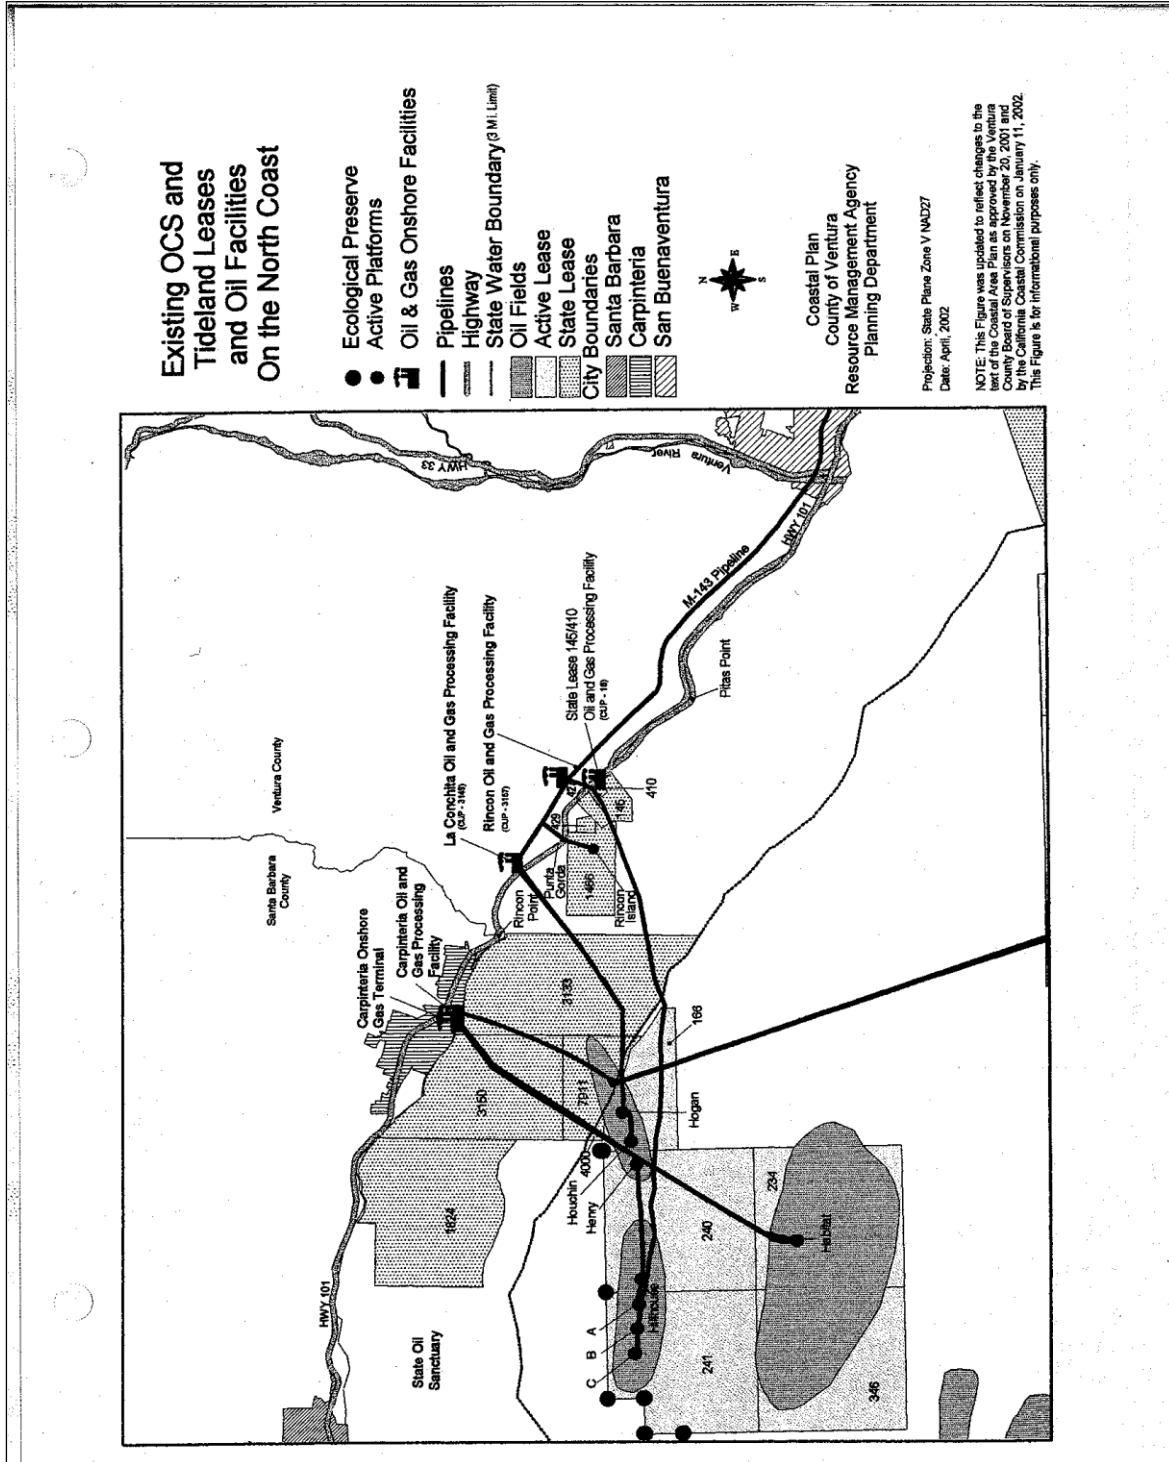 Existing OCS and
Tideland Leases
and Oil Facilities
On the North Coast
Ecological Preserve
Active Platforms
Oil & Gas Onshore Facilities
Pipelines
Highway
State Water Boundary (3 Mi. Limit)
Oil Fields
Active Lease
State Lease
City Boundaries
Santa Barbara
Carpinteria
San Buenaventura
N
E
S
W
Coastal Plan
County of Ventura
Resource Management Agency
Planning Department
Projection: State Plane Zone V NAD27
Date: April, 2002
NOTE: This Figure was updated to reflect changes to the
text of the Coastal Area Plan as approved by the Ventura
County Board of Supervisors on November 20, 2001 and
by the California Coastal Commission on January 11, 2002.
This Figure is for informational purposes only.
HWY 33
Ventura
River
HWY 101
M-143 Pipeline
Pitas Point
Ventura County
Santa Barbara
County
La Conchita Oil and Gas Processing Facility
(CUP - 3145)
Rincon Oil and Gas Processing Facility
(CUP - 3157)
State Lease 145/410
Oil and Gas Processing Facility
(CUP - 16)
410
145
429
1466
Punta
Gorda
Rincon
Island
Rincon
Point
Carpinteria Oil and
Gas Processing
Facility
Carpinteria Onshore
Gas Terminal
3133
166
3150
7911
Hogan
Houchin
4000
Henry
1824
234
240
Habitat
Hillhouse
A
B
C
241
346
HWY 101
State Oil
Sanctuary